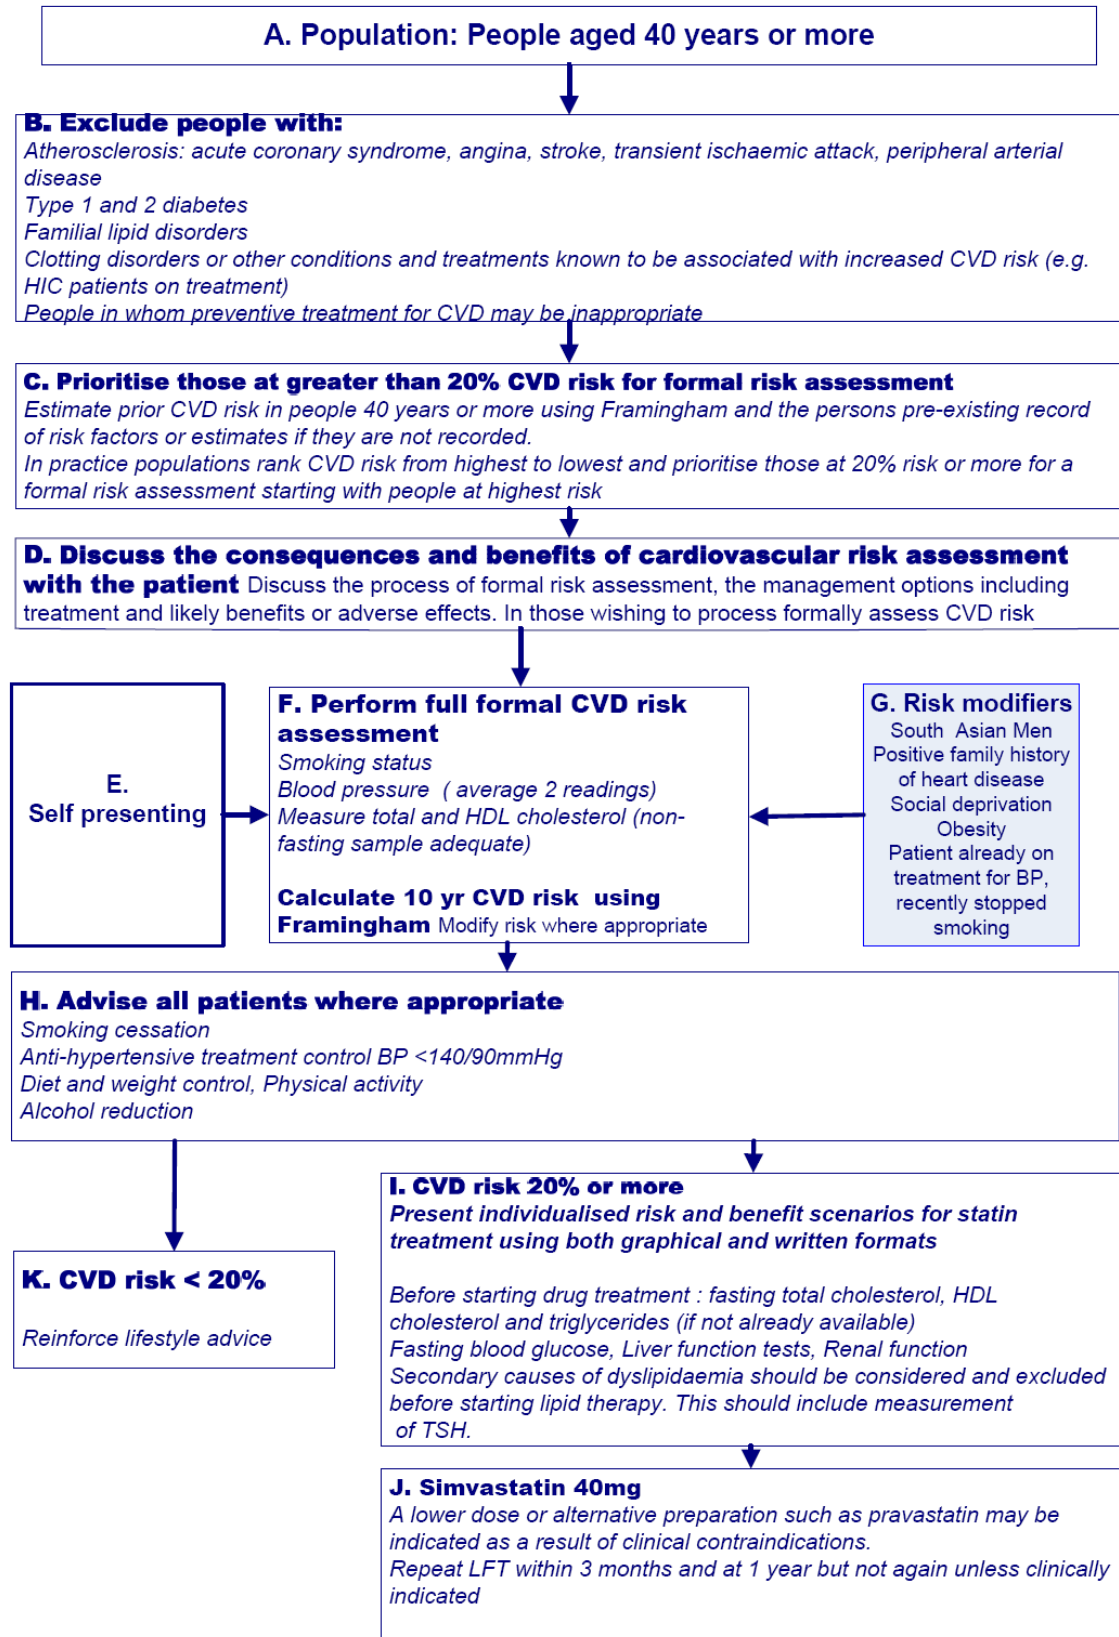 A. Population: People aged 40 years or more
B. Exclude people with:
Atherosclerosis: acute coronary syndrome, angina, stroke, transient ischaemic attack, peripheral arterial
disease
Type 1 and 2 diabetes
Familial lipid disorders
Clotting disorders or other conditions and treatments known to be associated with increased CVD risk (e.g.
HIC patients on treatment)
People in whom preventive treatment for CVD may be inappropriate
C. Prioritise those at greater than 20% CVD risk for formal risk assessment
Estimate prior CVD risk in people 40 years or more using Framingham and the persons pre-existing record
of risk factors or estimates if they are not recorded.
In practice populations rank CVD risk from highest to lowest and prioritise those at 20% risk or more for a
formal risk assessment starting with people at highest risk
D. Discuss the consequences and benefits of cardiovascular risk assessment
with the patient Discuss the process of formal risk assessment, the management options including
treatment and likely benefits or adverse effects. In those wishing to process formally assess CVD risk
E.
Self presenting
F. Perform full formal CVD risk
assessment
Smoking status
Blood pressure ( average 2 readings)
Measure total and HDL cholesterol (non-
fasting sample adequate)
Calculate 10 yr CVD risk using
Framingham Modify risk where appropriate
G. Risk modifiers
South Asian Men
Positive family history
of heart disease
Social deprivation
Obesity
Patient already on
treatment for BP,
recently stopped
smoking
H. Advise all patients where appropriate
Smoking cessation
Anti-hypertensive treatment control BP <140/90mmHg
Diet and weight control, Physical activity
Alcohol reduction
K. CVD risk < 20%
Reinforce lifestyle advice
I. CVD risk 20% or more
Present individualised risk and benefit scenarios for statin
treatment using both graphical and written formats
Before starting drug treatment : fasting total cholesterol, HDL
cholesterol and triglycerides (if not already available)
Fasting blood glucose, Liver function tests, Renal function
Secondary causes of dyslipidaemia should be considered and excluded
before starting lipid therapy. This should include measurement
of TSH.
J. Simvastatin 40mg
A lower dose or alternative preparation such as pravastatin may be
indicated as a result of clinical contraindications.
Repeat LFT within 3 months and at 1 year but not again unless clinically
indicated